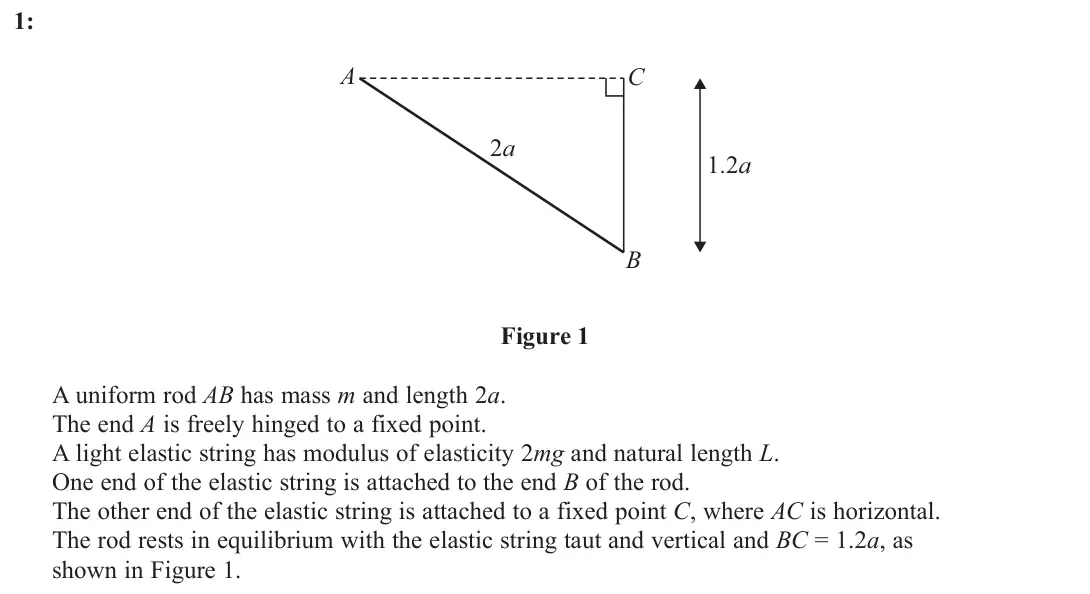 1:
A
C
2a
1.2a
B
Figure 1
A uniform rod AB has mass m and length 2a.
The end A is freely hinged to a fixed point.
A light elastic string has modulus of elasticity 2mg and natural length L.
One end of the elastic string is attached to the end B of the rod.
The other end of the elastic string is attached to a fixed point C, where AC is horizontal.
The rod rests in equilibrium with the elastic string taut and vertical and BC = 1.2a, as
shown in Figure 1.